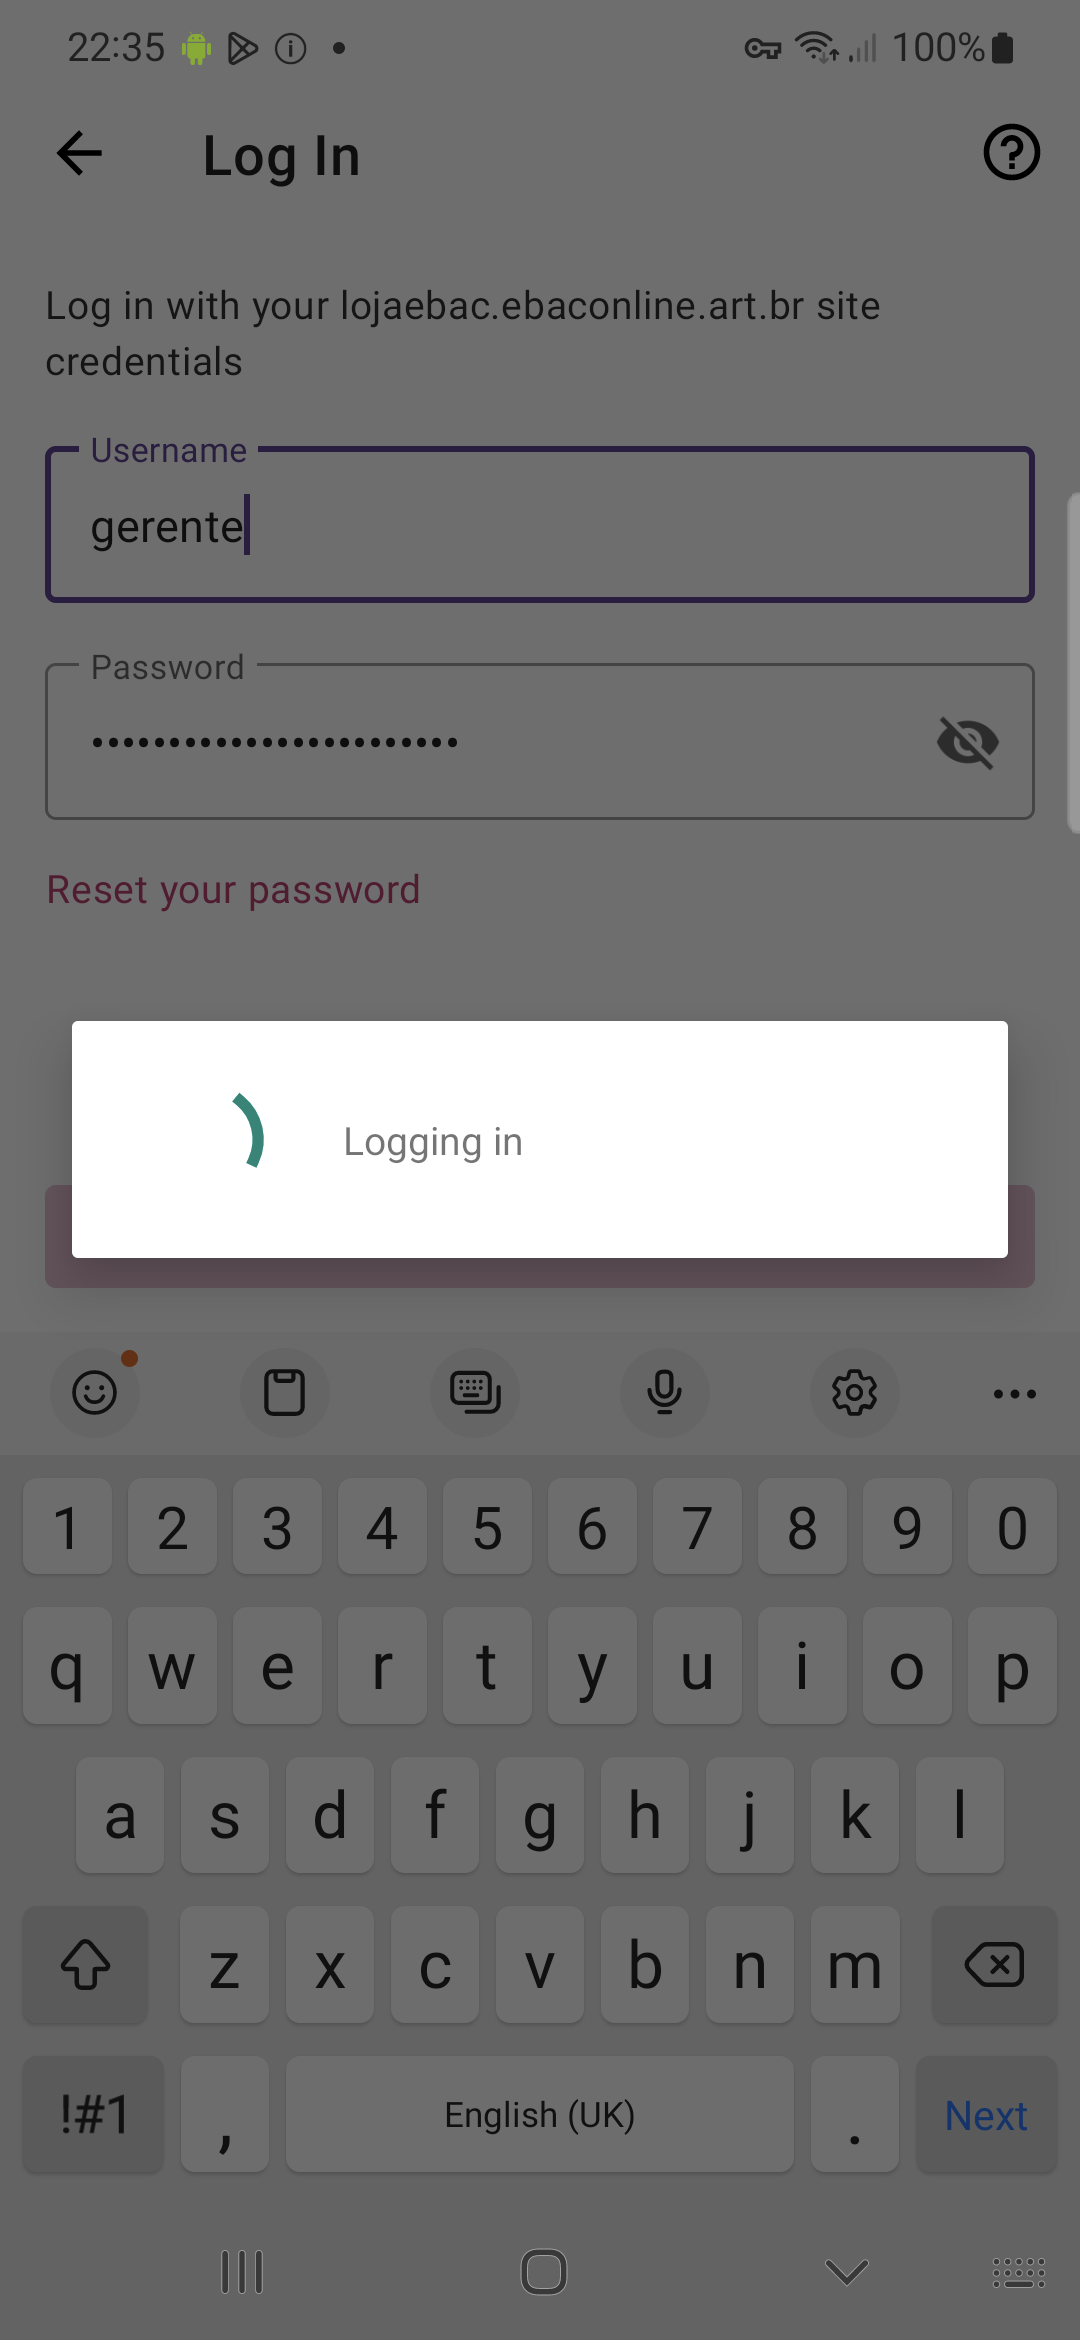 22:35
100%
Log In
Log in with your lojaebac.ebaconline.art.br site
credentials
Username
gerente
Password
•••••••••••••••••••••••• 
Reset your password
Logging in
1 2 3 4 5 6 7 8 9 0
q w e r t y u i o p
a s d f g h j k l
z x c v b n m
!#1 , English (UK) . Next